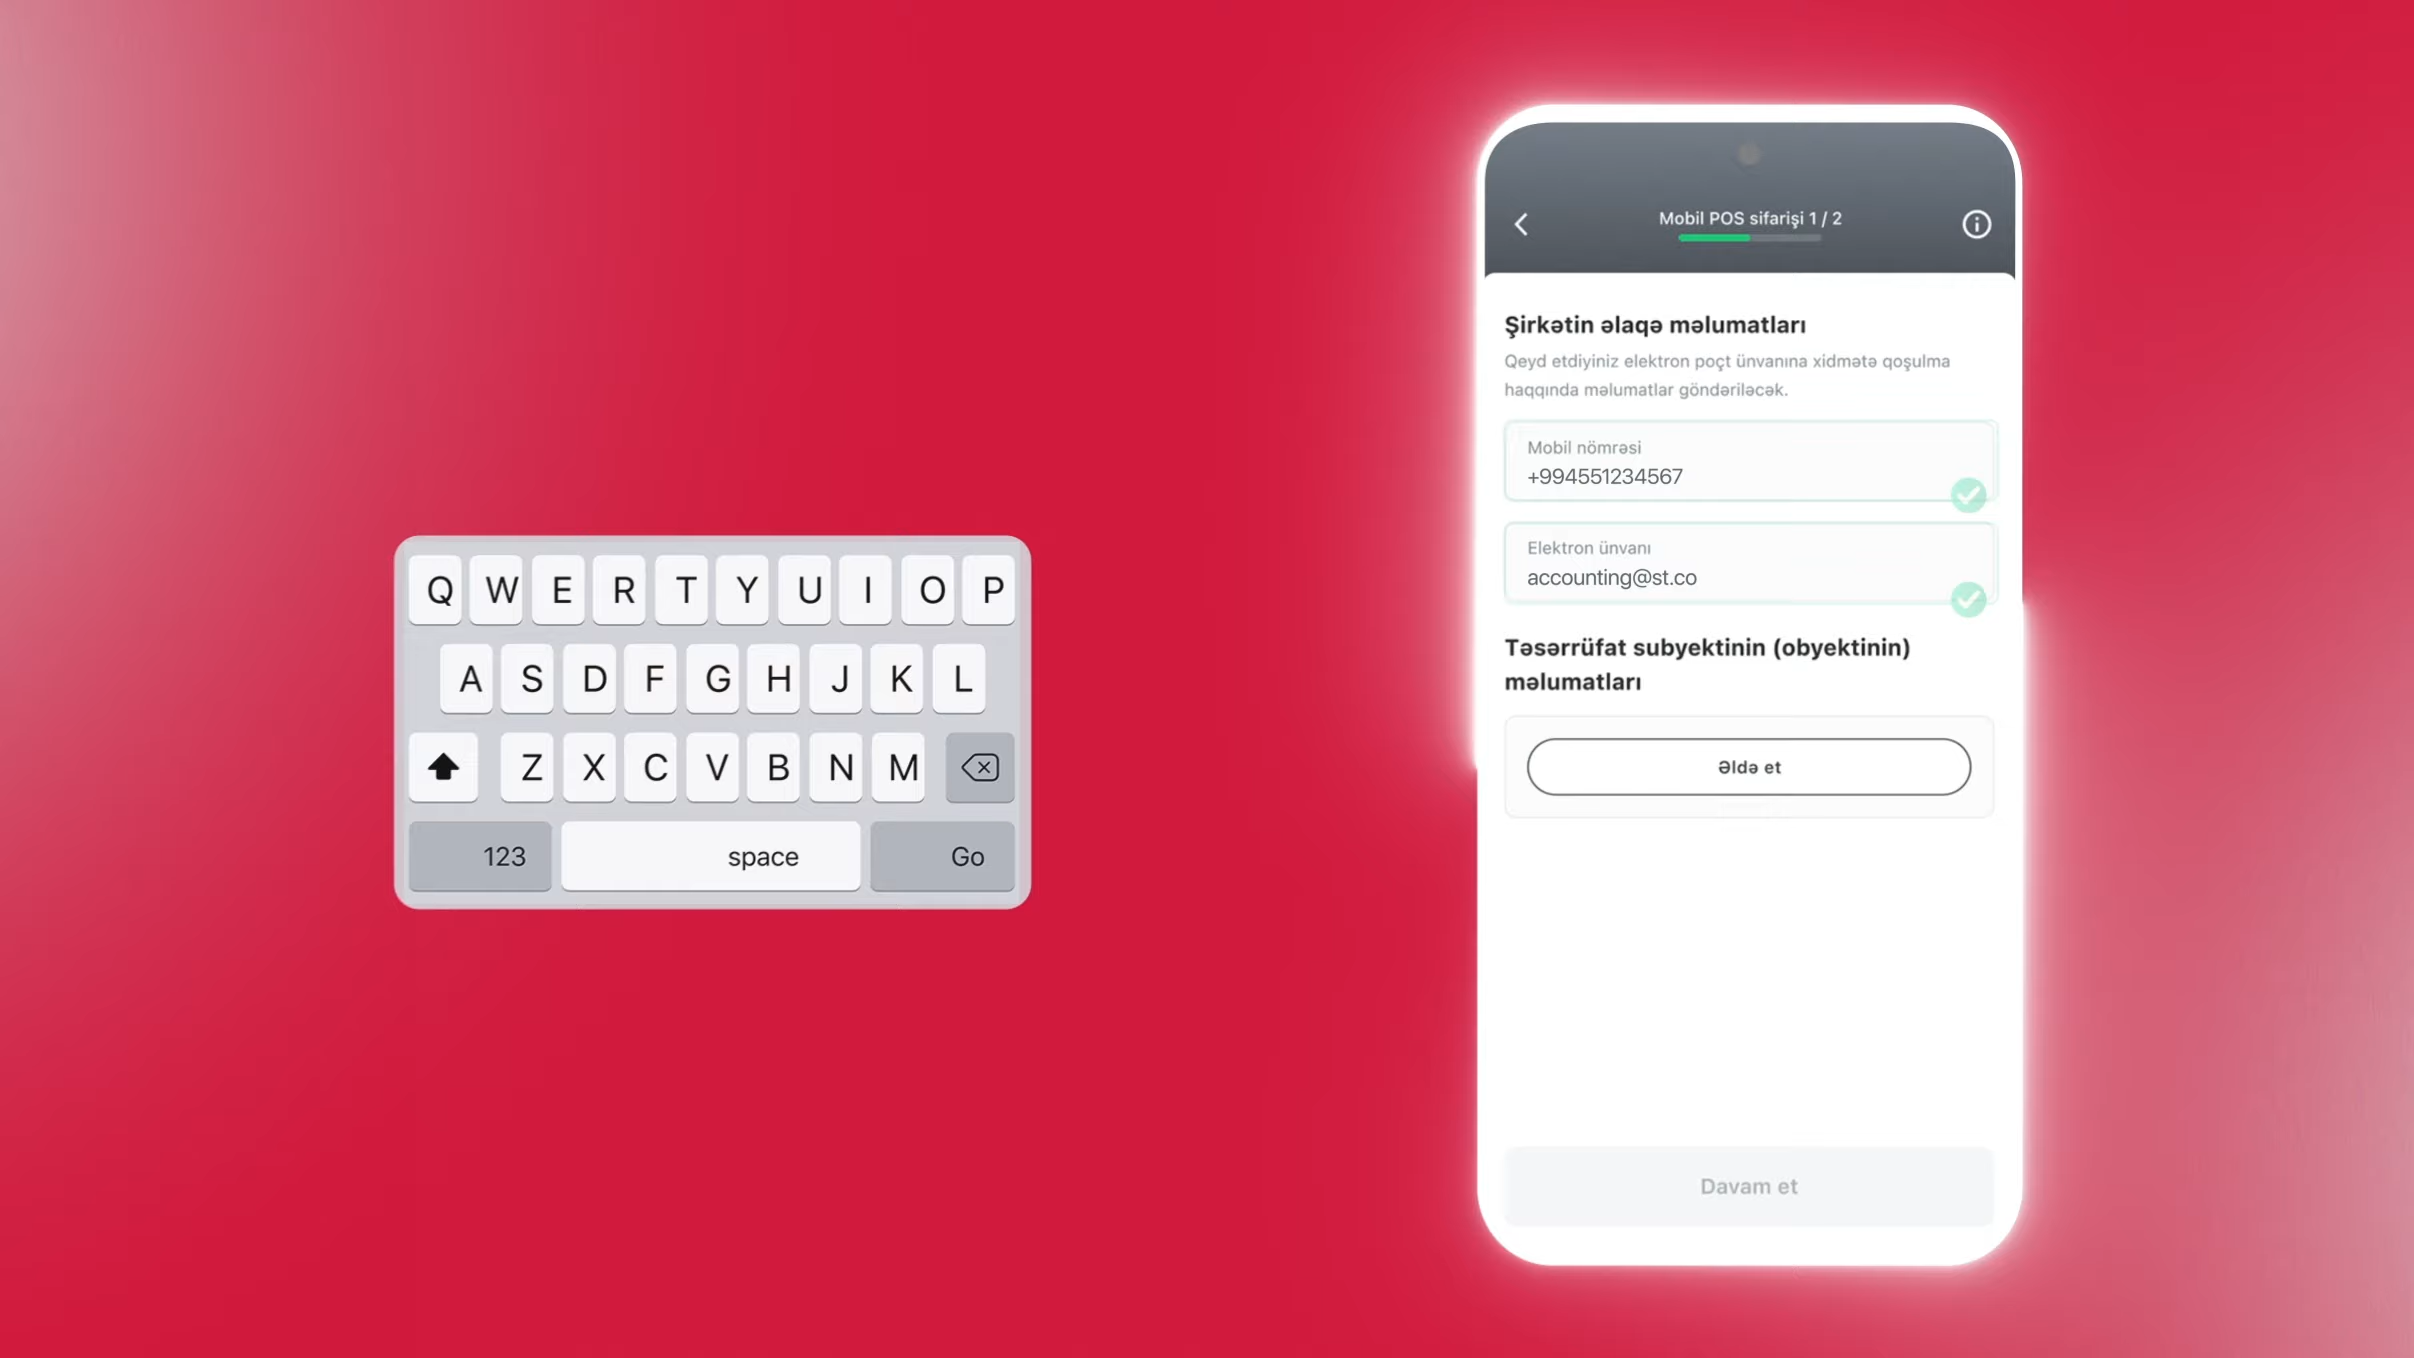 Q W E R T Y U I O P
A S D F G H J K L
Z X C V B N M
123 space Go
Mobil POS sifarişi 1 / 2
Şirkətin əlaqə məlumatları
Qeyd etdiyiniz elektron poçt ünvanına xidmətə qoşulma
haqqında məlumatlar göndəriləcək.
Mobil nömrəsi
+994551234567
Elektron ünvanı
accounting@st.co
Təsərrüfat subyektinin (obyektinin)
məlumatları
Əldə et
Davam et